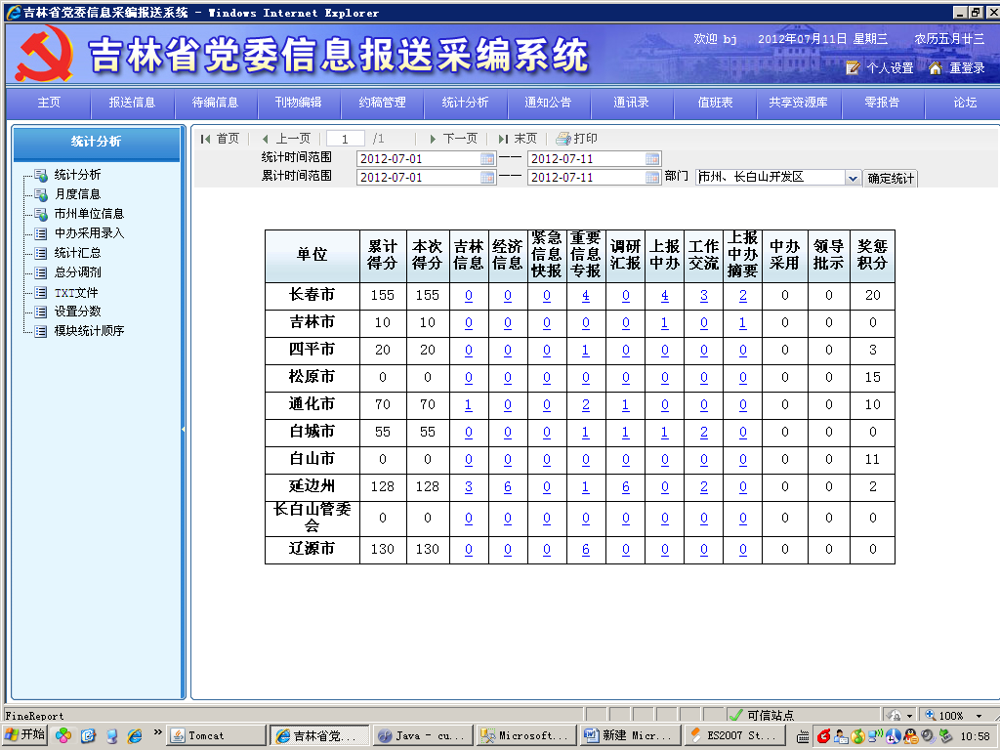 吉林省党委信息采编报送系统 - Windows Internet Explorer
吉林省党委信息报送采编系统
欢迎 bj 2012年07月11日 星期三 农历五月廿三
个人设置 重登录
主页 报送信息 待编信息 刊物编辑 约稿管理 统计分析 通知公告 通讯录 值班表 共享资源库 零报告 论坛
统计分析
统计分析
月度信息
市州单位信息
中办采用录入
统计汇总
总分调剂
TXT文件
设置分数
模块统计顺序
首页 上一页 1 /1 下一页 末页 打印
统计时间范围 2012-07-01 —— 2012-07-11
累计时间范围 2012-07-01 —— 2012-07-11 部门 市州、长白山开发区 确定统计
单位 累计得分 本次得分 吉林信息 经济信息 紧急信息快报 重要信息专报 调研汇报 上报中办 工作交流 上报中办摘要 中办采用 领导批示 奖惩积分
长春市 155 155 0 0 0 4 0 4 3 2 0 0 20
吉林市 10 10 0 0 0 0 0 1 0 1 0 0 0
四平市 20 20 0 0 0 1 0 0 0 0 0 0 3
松原市 0 0 0 0 0 0 0 0 0 0 0 0 15
通化市 70 70 1 0 0 2 1 0 0 0 0 0 10
白城市 55 55 0 0 0 1 1 1 2 0 0 0 0
白山市 0 0 0 0 0 0 0 0 0 0 0 0 11
延边州 128 128 3 6 0 1 6 0 2 0 0 0 2
长白山管委会 0 0 0 0 0 0 0 0 0 0 0 0 0
辽源市 130 130 0 0 0 6 0 0 0 0 0 0 0
FineReport 可信站点 100%
开始 Tomcat 吉林省党... Java - cu... Microsoft... 新建 Micr... ES2007 St... 10:58